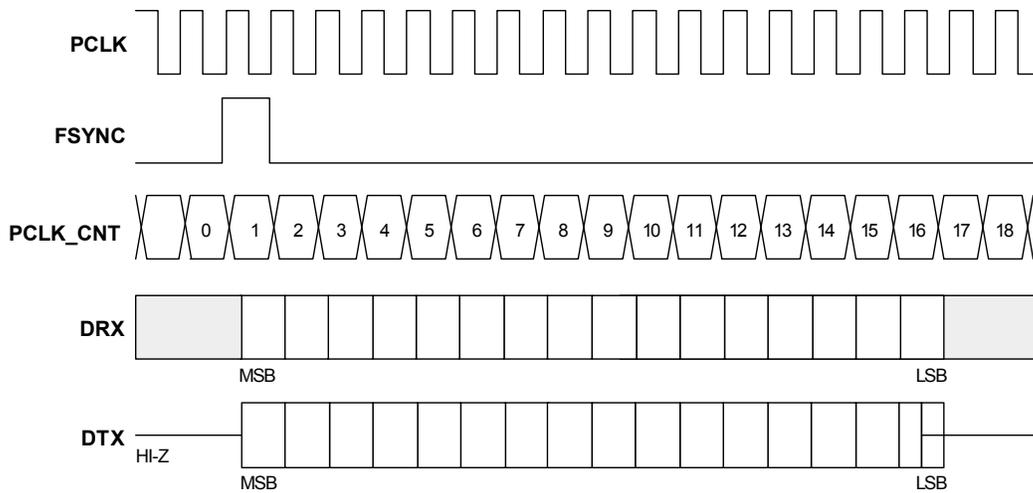 PCLK
FSYNC
PCLK_CNT 0 1 2 3 4 5 6 7 8 9 10 11 12 13 14 15 16 17 18
DRX
MSB LSB
DTX
HI-Z
MSB LSB